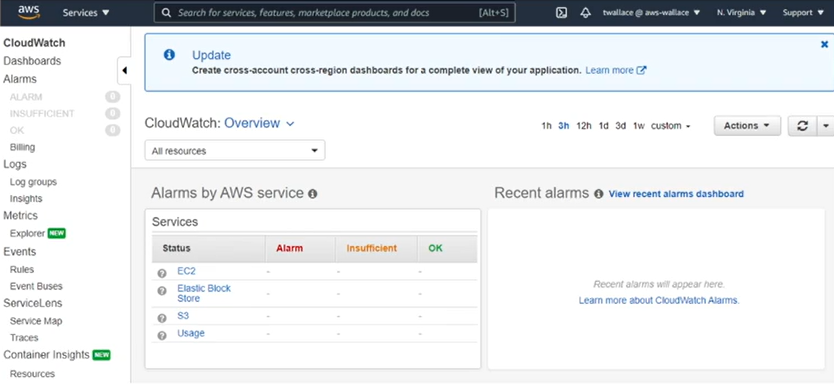 aws Services Search for services, features, marketplace products, and docs [Alt+S] twallace @ aws-wallace N. Virginia Support
CloudWatch
Dashboards
Alarms
ALARM 0
INSUFFICIENT 0
OK 0
Billing
Logs
Log groups
Insights
Metrics
Explorer NEW
Events
Rules
Event Buses
ServiceLens
Service Map
Traces
Container Insights NEW
Resources
Update
Create cross-account cross-region dashboards for a complete view of your application. Learn more
CloudWatch: Overview
1h 3h 12h 1d 3d 1w custom Actions
All resources
Alarms by AWS service
Services
Status Alarm Insufficient OK
EC2 - - -
Elastic Block
Store - - -
S3 - - -
Usage - - -
Recent alarms View recent alarms dashboard
Recent alarms will appear here.
Learn more about CloudWatch Alarms.